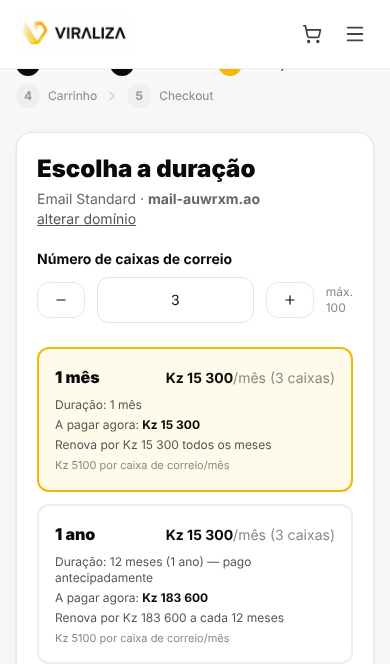 VIRALIZA
4 Carrinho > 5 Checkout
Escolha a duração
Email Standard · mail-auwrxm.ao
alterar domínio
Número de caixas de correio
− 3 + máx. 100
1 mês Kz 15 300/mês (3 caixas)
Duração: 1 mês
A pagar agora: Kz 15 300
Renova por Kz 15 300 todos os meses
Kz 5100 por caixa de correio/mês
1 ano Kz 15 300/mês (3 caixas)
Duração: 12 meses (1 ano) — pago
antecipadamente
A pagar agora: Kz 183 600
Renova por Kz 183 600 a cada 12 meses
Kz 5100 por caixa de correio/mês